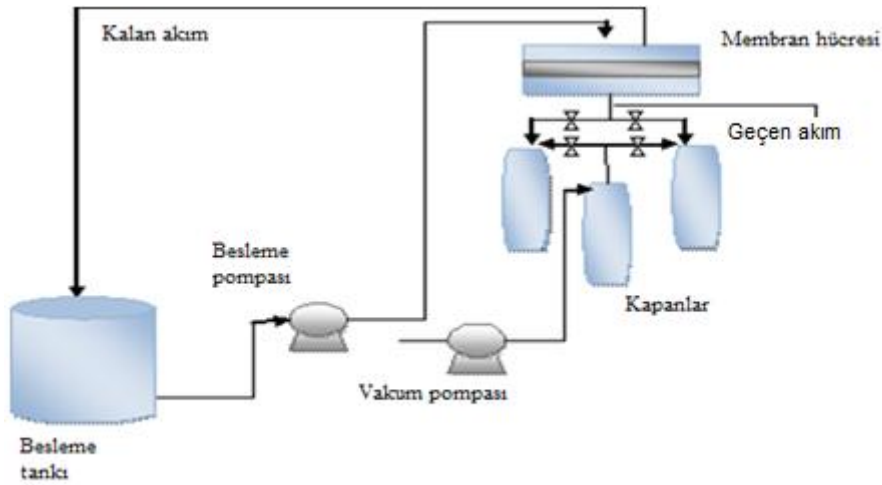 Kalan akım
Membran hücresi
Geçen akım
Besleme
pompası
Kapanlar
Vakum pompası
Besleme
tankı